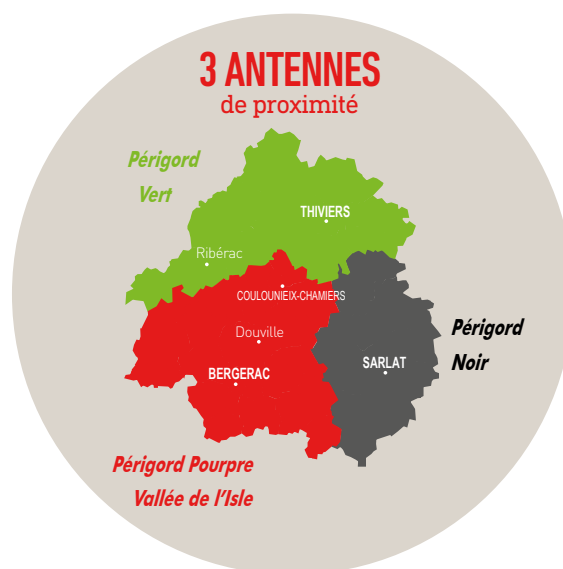 3 ANTENNES
de proximité
Périgord
Vert
THIVIERS
Ribérac
COULOUNIEIX-CHAMIERS
Périgord
Noir
Douville
SARLAT
BERGERAC
Périgord Pourpre
Vallée de l'Isle